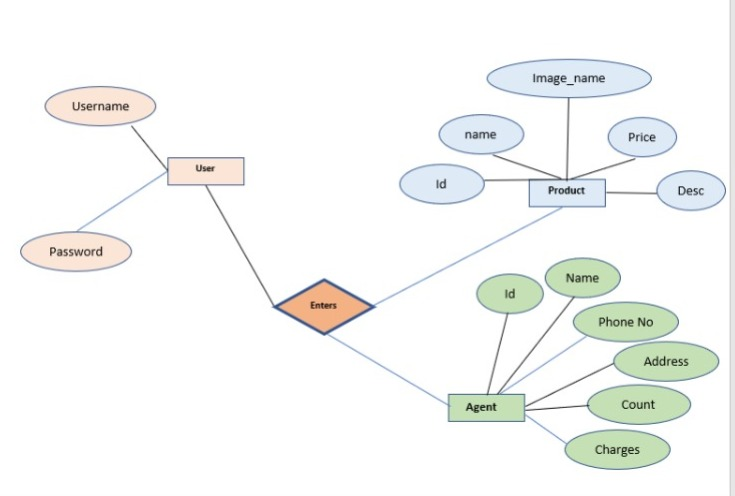 Image_name
Username
name
Price
User
Id
Product
Desc
Password
Name
Id
Enters
Phone No
Address
Agent
Count
Charges